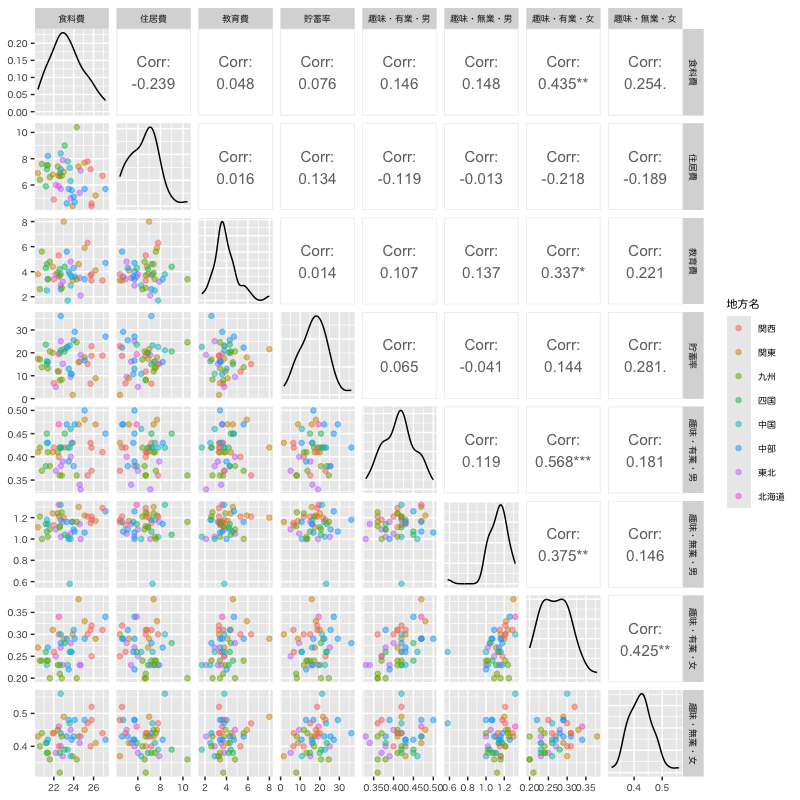 食料費 住居費 教育費 貯蓄率 趣味・有業・男 趣味・無業・男 趣味・有業・女 趣味・無業・女
0.20
0.15
0.10
0.05
0.00
Corr: Corr: Corr: Corr: Corr: Corr: Corr:
-0.239 0.048 0.076 0.146 0.148 0.435** 0.254.
食料費
10
8
6
Corr: Corr: Corr: Corr: Corr: Corr:
0.016 0.134 -0.119 -0.013 -0.218 -0.189
住居費
8
6
4
2
Corr: Corr: Corr: Corr: Corr:
0.014 0.107 0.137 0.337* 0.221
教育費
30
20
10
0
Corr: Corr: Corr: Corr:
0.065 -0.041 0.144 0.281.
貯蓄率
0.50
0.45
0.40
0.35
Corr: Corr: Corr:
0.119 0.568*** 0.181
趣味・有業・男
1.2
1.0
0.8
0.6
Corr: Corr:
0.375** 0.146
趣味・無業・男
0.35
0.30
0.25
0.20
Corr:
0.425**
趣味・有業・女
0.5
0.4
趣味・無業・女
22 24 26 6 8 10 2 4 6 8 0 10 20 30 0.35 0.40 0.45 0.50 0.6 0.8 1.0 1.2 0.20 0.25 0.30 0.35 0.4 0.5
地方名
関西
関東
九州
四国
中国
中部
東北
北海道